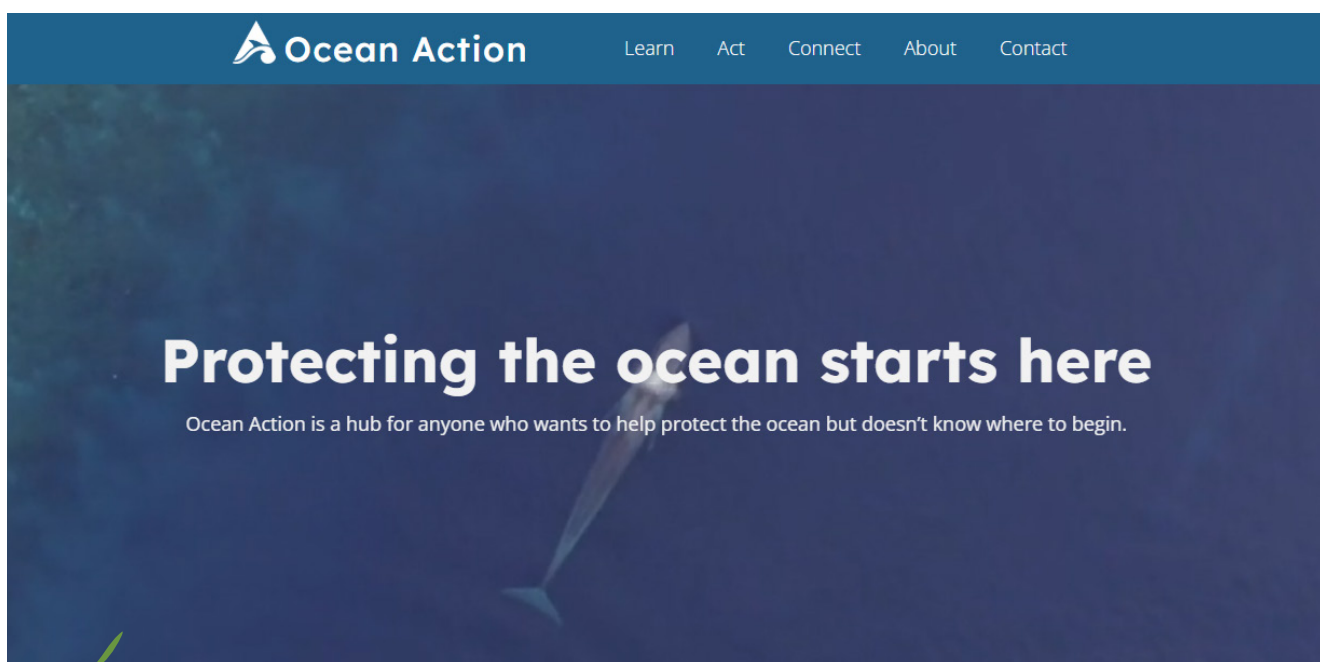 Ocean Action
Learn Act Connect About Contact
Protecting the ocean starts here
Ocean Action is a hub for anyone who wants to help protect the ocean but doesn’t know where to begin.